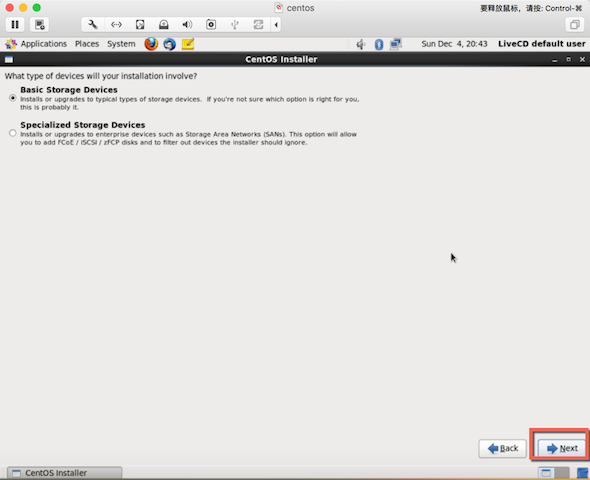 centos
要释放鼠标，请按: Control-⌘
Applications Places System
Sun Dec 4, 20:43 LiveCD default user
CentOS Installer
What type of devices will your installation involve?
Basic Storage Devices
Installs or upgrades to typical types of storage devices. If you're not sure which option is right for you,
this is probably it.
Specialized Storage Devices
Installs or upgrades to enterprise devices such as Storage Area Networks (SANs). This option will allow
you to add FCoE / iSCSI / zFCP disks and to filter out devices the installer should ignore.
Back
Next
CentOS Installer